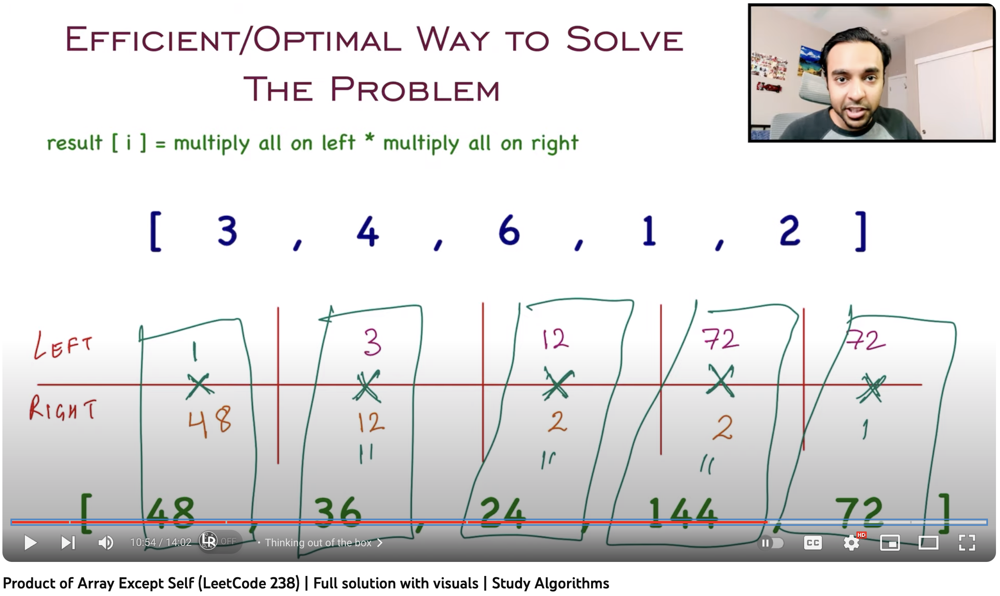 EFFICIENT/OPTIMAL WAY TO SOLVE
THE PROBLEM
result [ i ] = multiply all on left * multiply all on right
[ 3 , 4 , 6 , 1 , 2 ]
LEFT 1 3 12 72 72
× × × × ×
RIGHT 48 12 2 2 1
[ 48 , 36 , 24 , 144 , 72 ]
10:54 / 14:02 LR OFF • Thinking out of the box CC HD
Product of Array Except Self (LeetCode 238) | Full solution with visuals | Study Algorithms